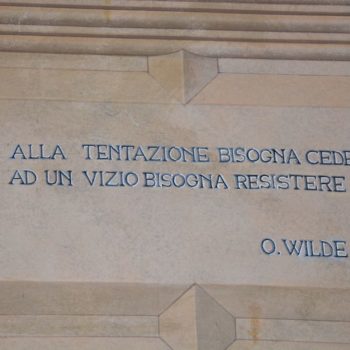 ALLA TENTAZIONE BISOGNA CEDE
AD UN VIZIO BISOGNA RESISTERE
O. WILDE